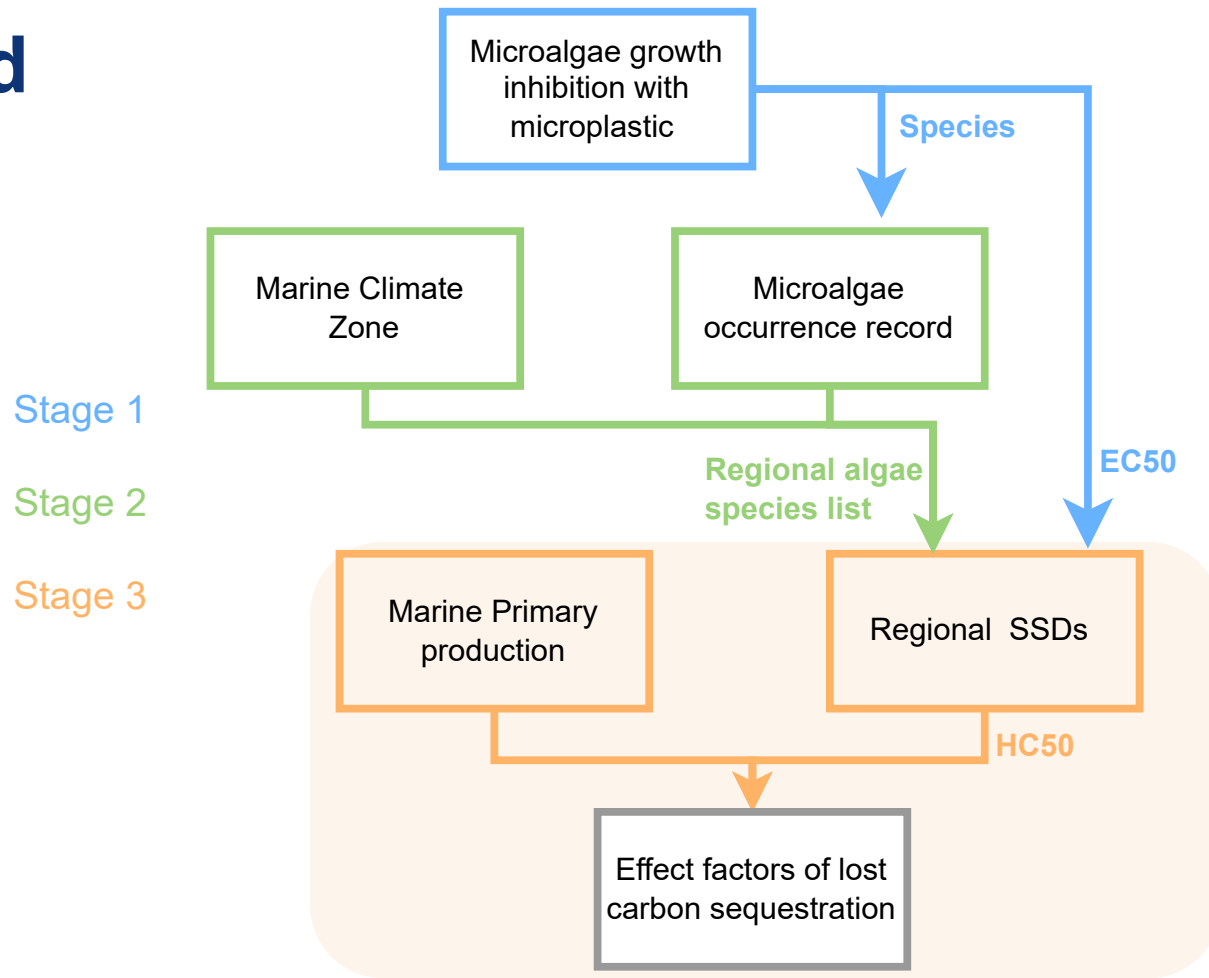 d
Microalgae growth
inhibition with
microplastic
Species
Marine Climate
Zone
Microalgae
occurrence record
Stage 1
Stage 2
Stage 3
Regional algae
species list
EC50
Marine Primary
production
Regional SSDs
HC50
Effect factors of lost
carbon sequestration